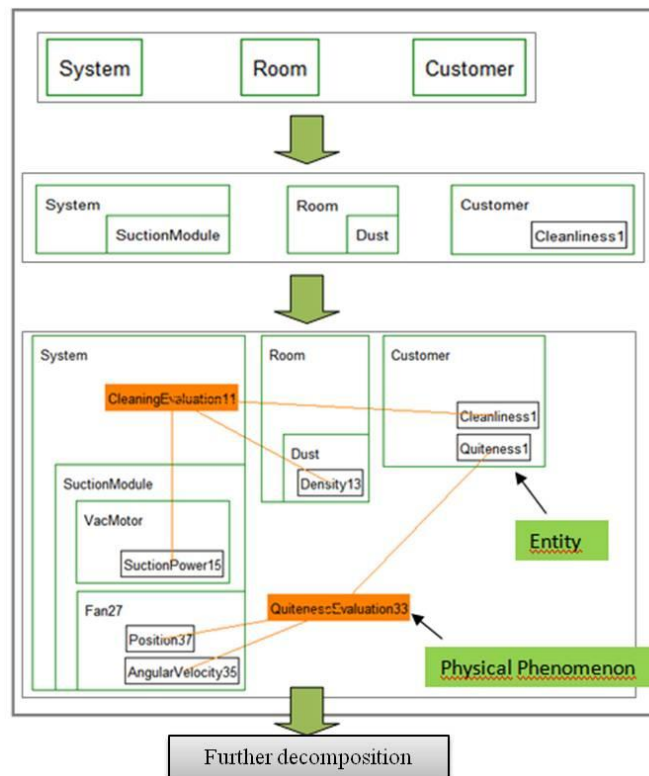 System
Room
Customer
System
Room
Customer
SuctionModule
Dust
Cleanliness1
System
Room
Customer
CleaningEvaluation11
Cleanliness1
Quiteness1
Dust
SuctionModule
Density13
VacMotor
Entity
SuctionPower15
Fan27
QuitenessEvaluation33
Position37
AngularVelocity35
Physical Phenomenon
Further decomposition